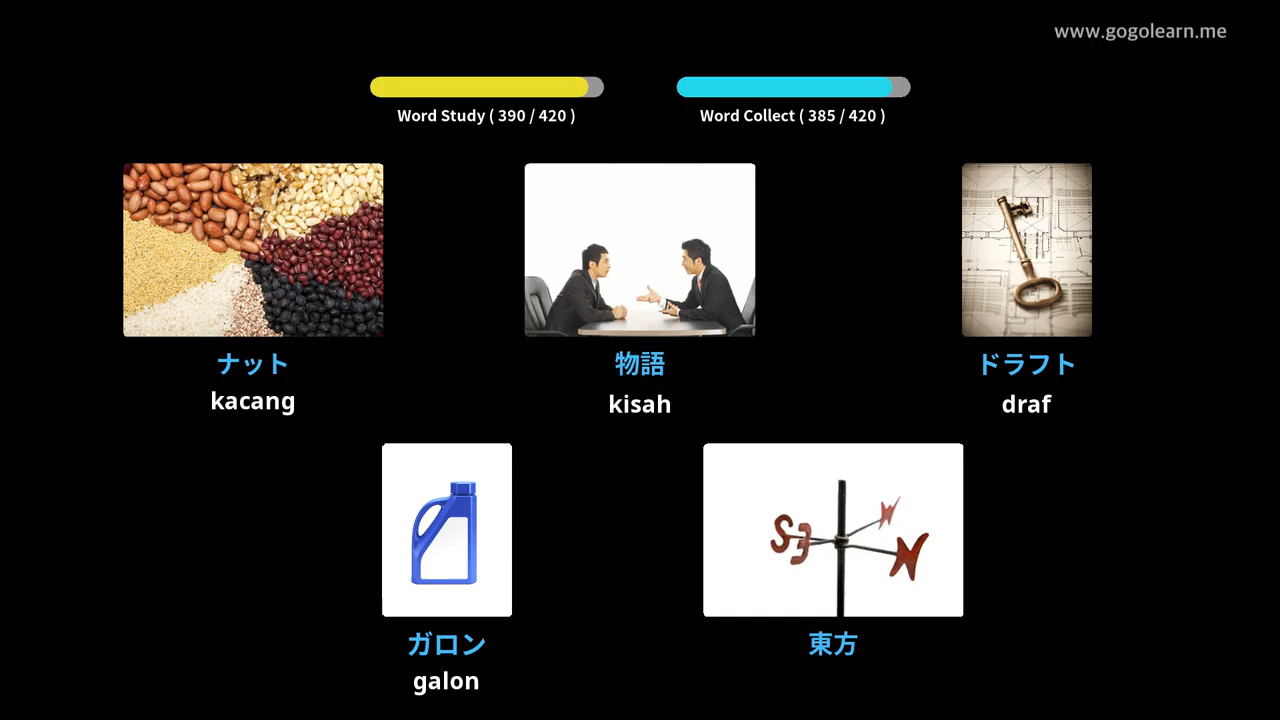 www.gogolearn.me
Word Study ( 390 / 420 )
Word Collect ( 385 / 420 )
ナット
物語
ドラフト
kacang
kisah
draf
ガロン
東方
galon
S
E
N